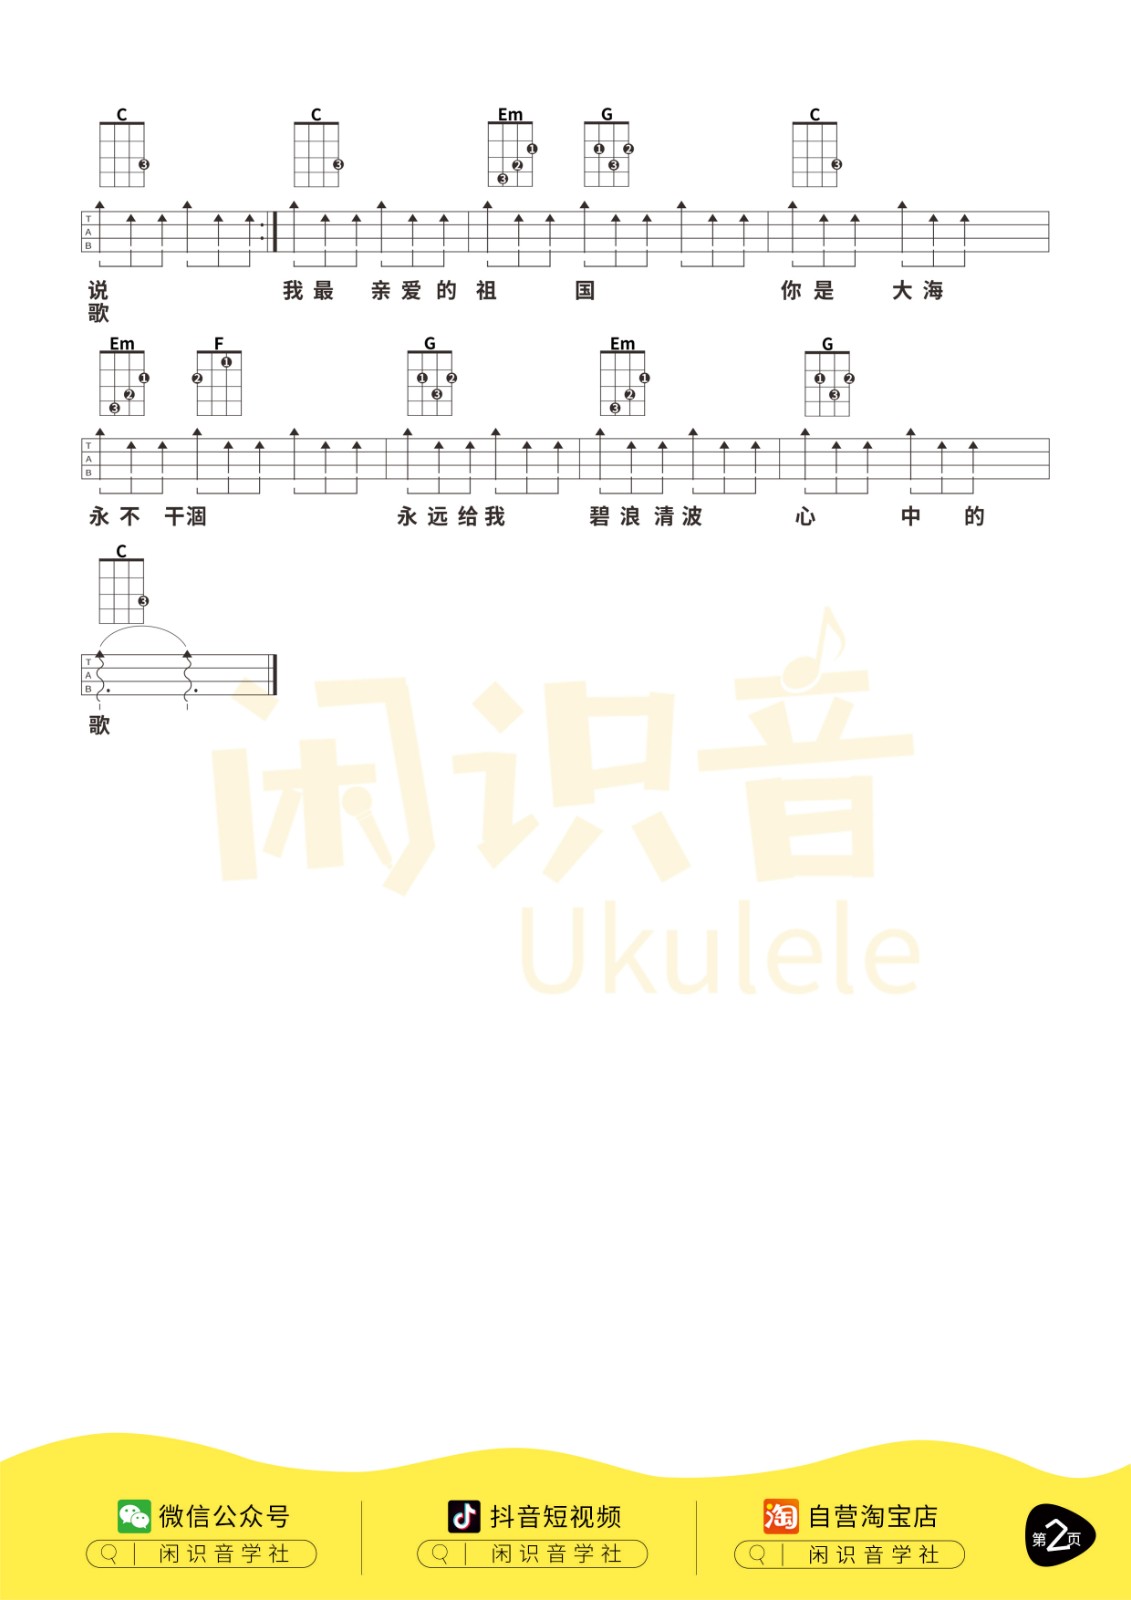 C C Em G C
T
A
B
说 我 最 亲 爱 的 祖 国 你 是 大 海
歌
Em F G Em G
T
A
B
永 不 干 涸 永 远 给 我 碧 浪 清 波 心 中 的
C
T
A
B
歌
闲识音
Ukulele
微信公众号 抖音短视频 自营淘宝店
闲识音学社 闲识音学社 闲识音学社
第2页